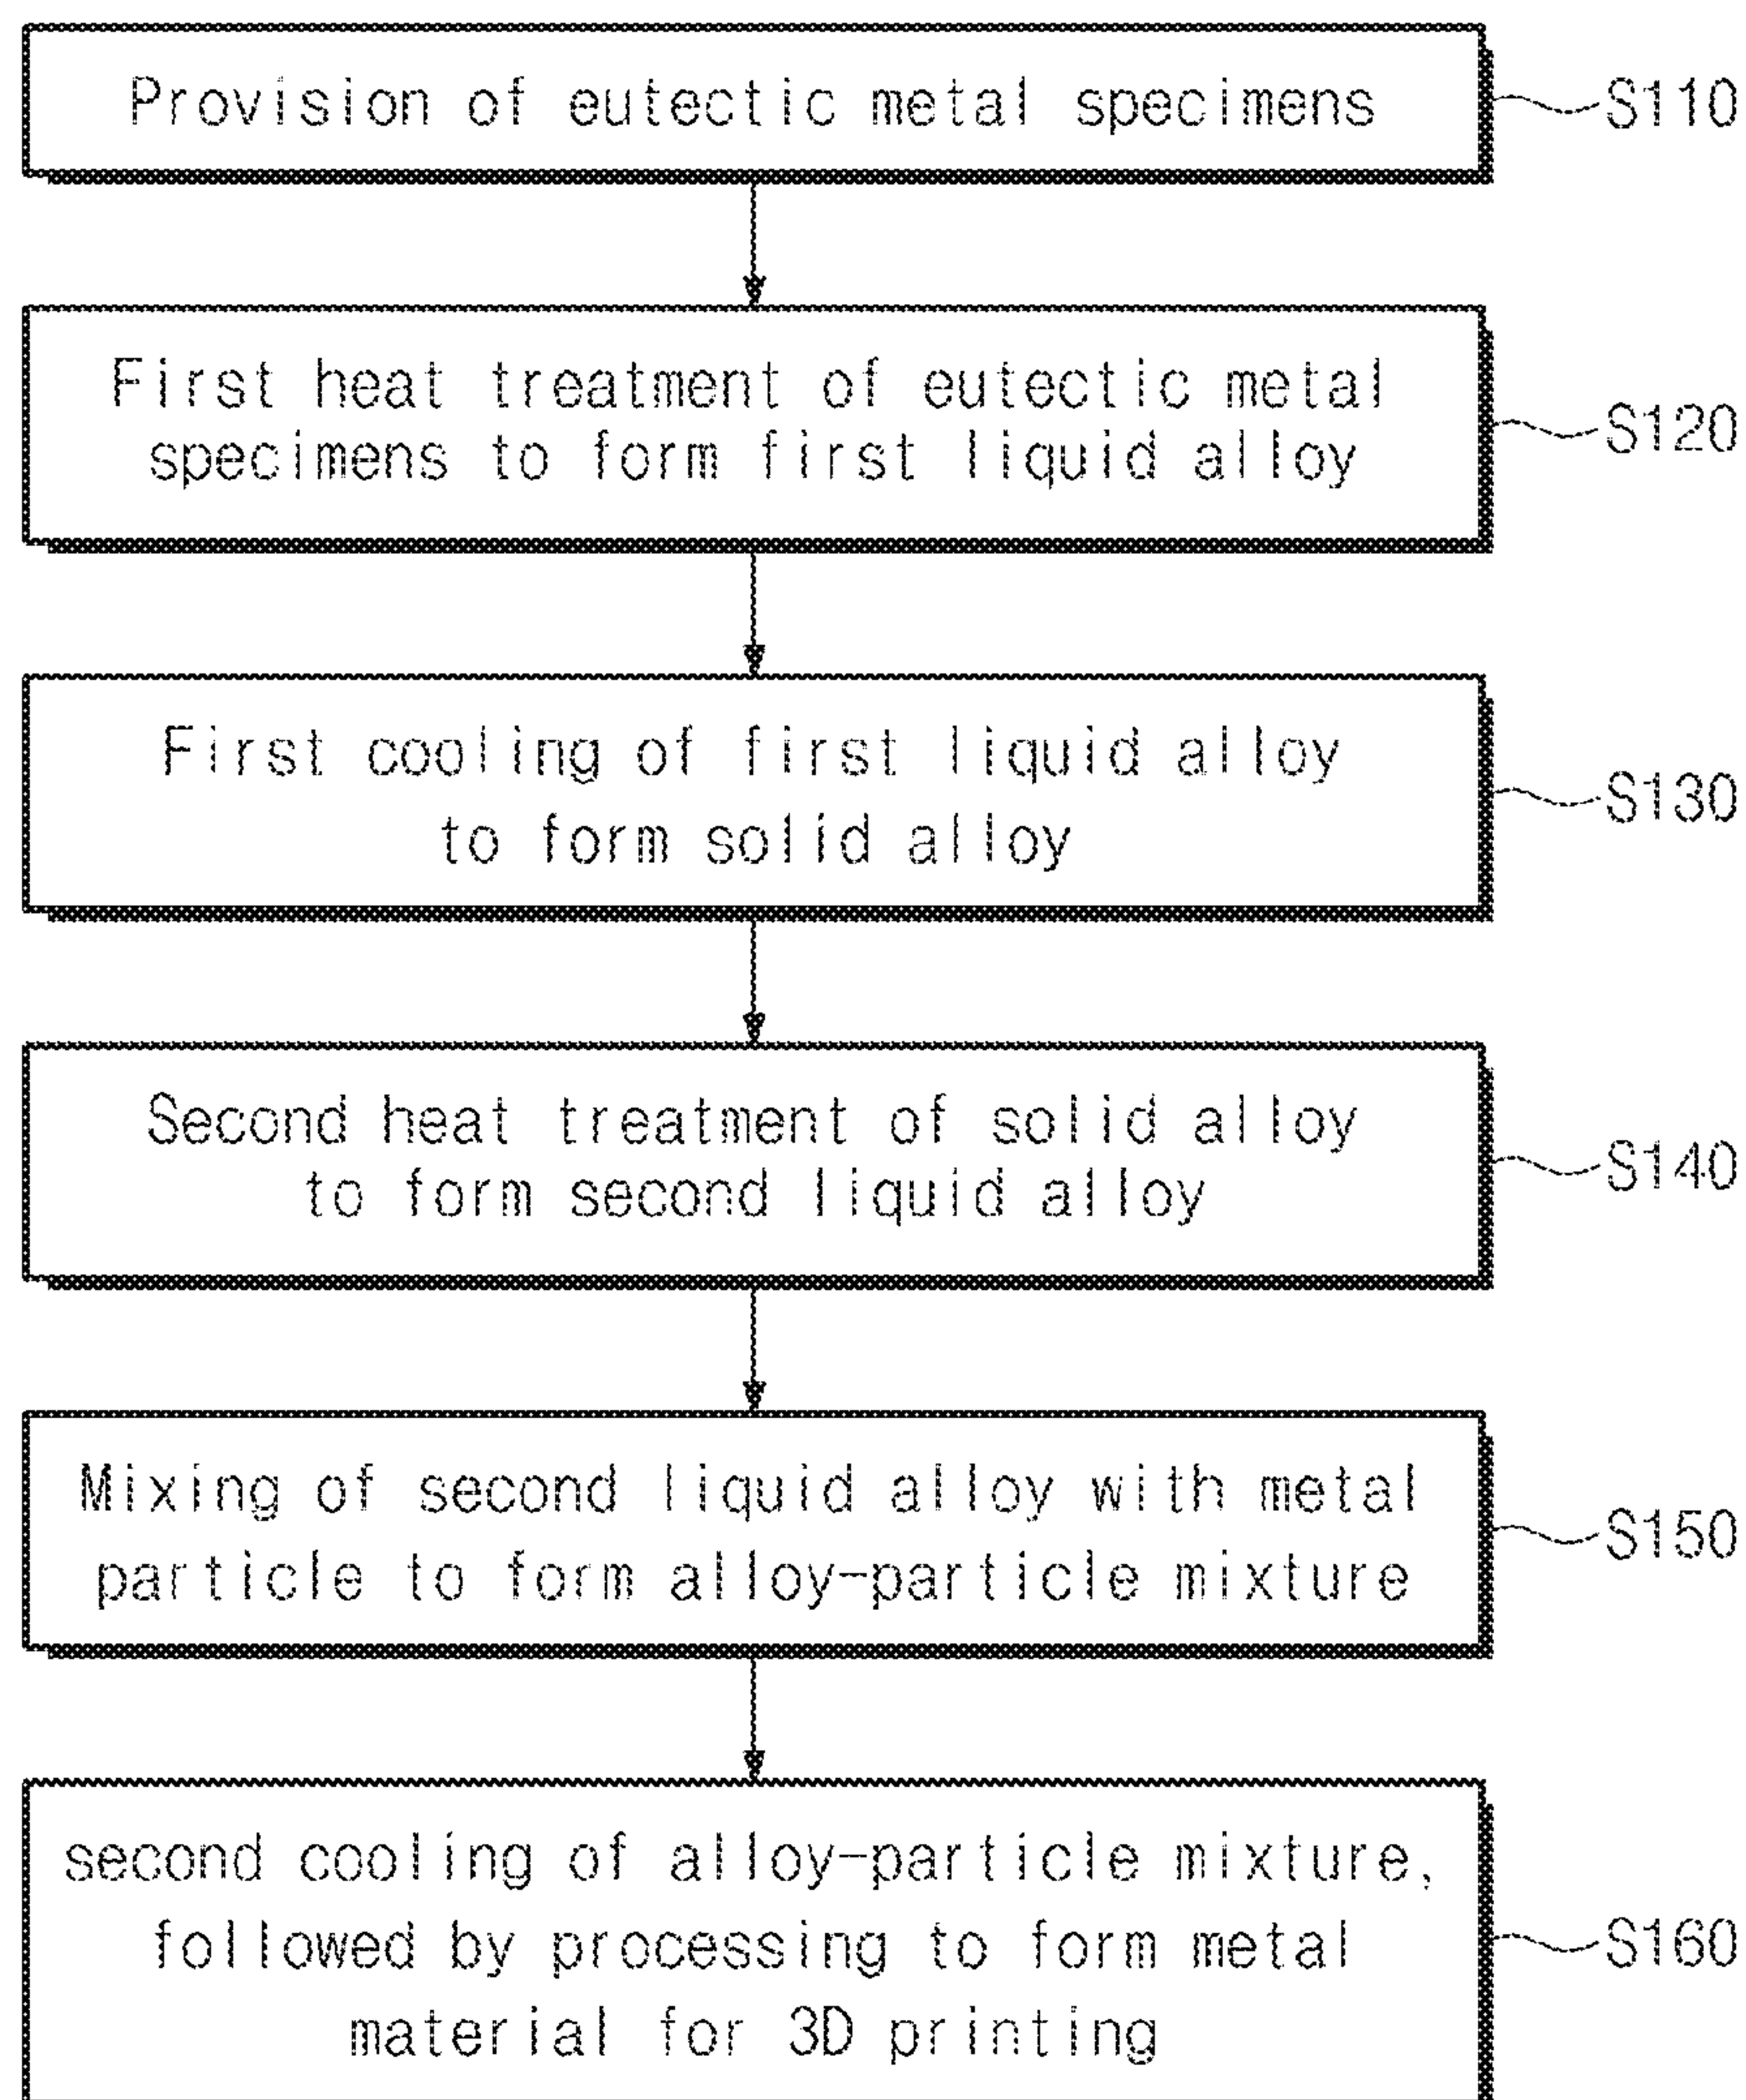 Provision of eutectic metal specimens
S110
First heat treatment of eutectic metal
specimens to form first liquid alloy
S120
First cooling of first liquid alloy
to form solid alloy
S130
Second heat treatment of solid alloy
to form second liquid alloy
S140
Mixing of second liquid alloy with metal
particle to form alloy-particle mixture
S150
second cooling of alloy-particle mixture,
followed by processing to form metal
material for 3D printing
S160